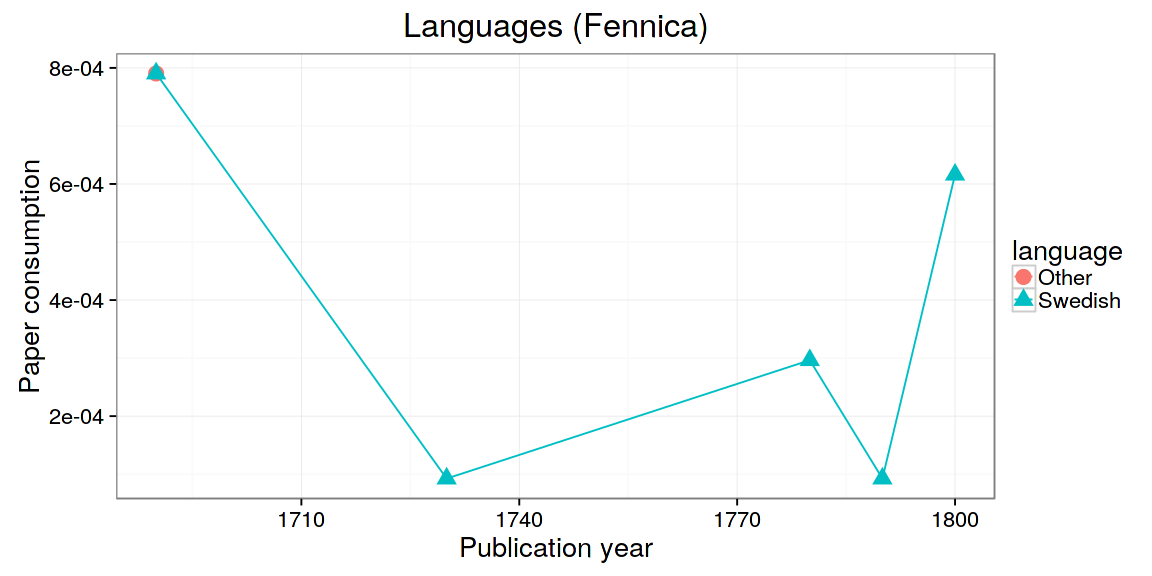 Languages (Fennica)
8e-04
6e-04
4e-04
2e-04
Paper consumption
1710
1740
1770
1800
Publication year
language
Other
Swedish